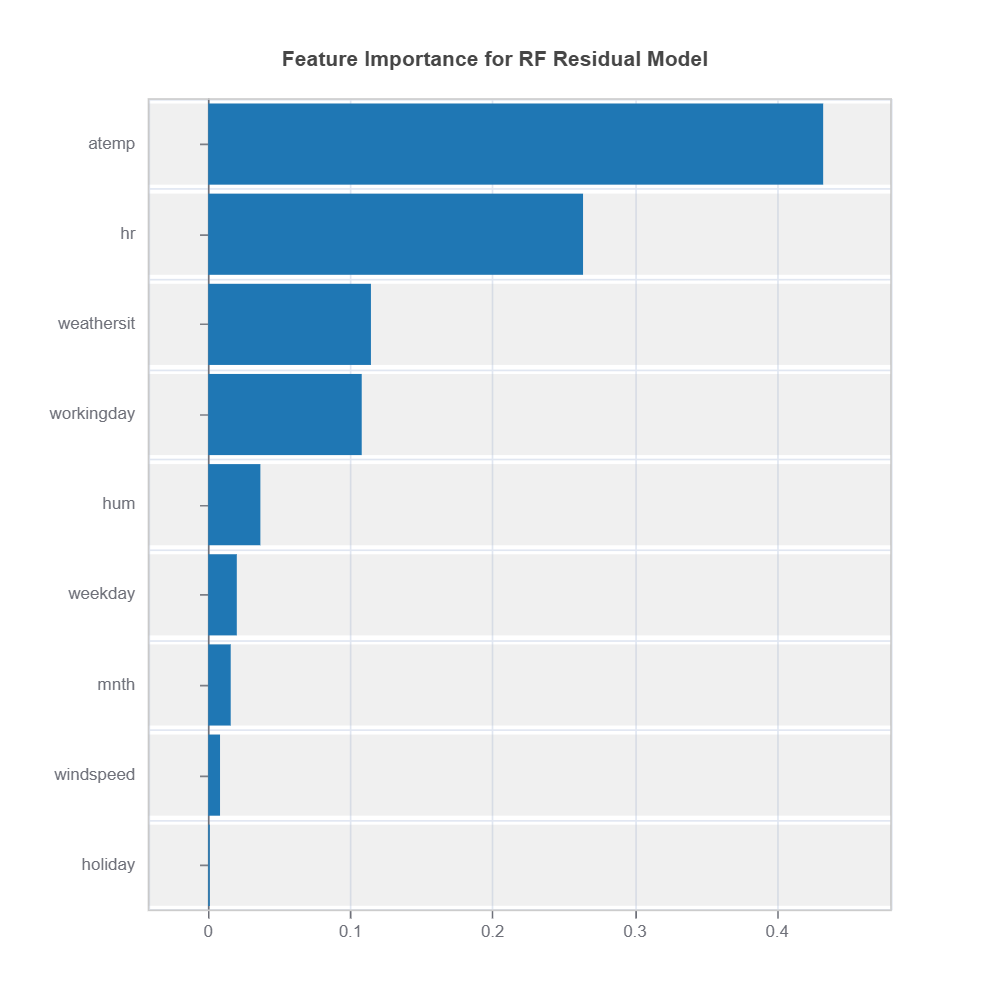 Feature Importance for RF Residual Model
atemp
hr
weathersit
workingday
hum
weekday
mnth
windspeed
holiday
0 0.1 0.2 0.3 0.4